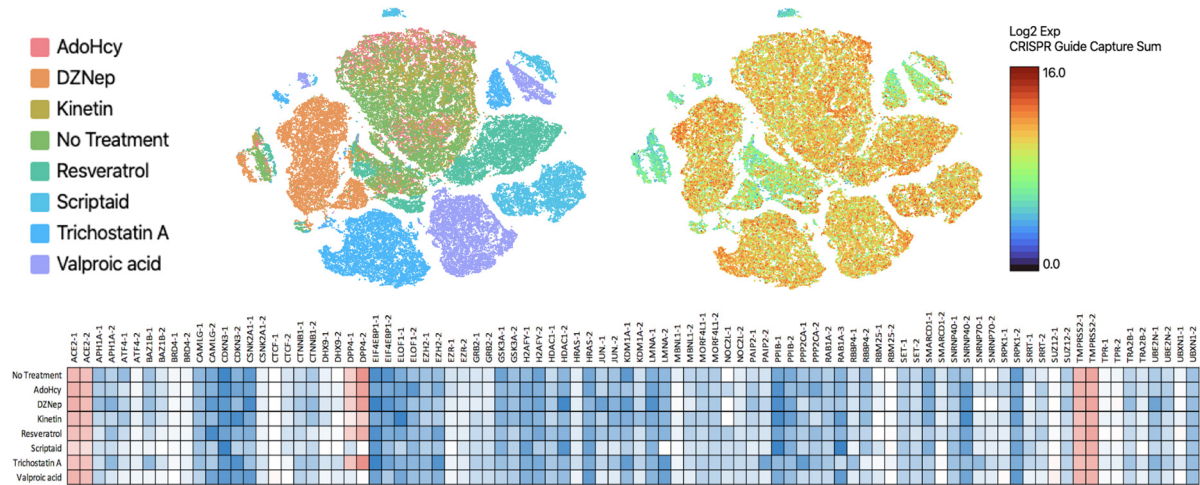 AdoHcy
DZNep
Kinetin
No Treatment
Resveratrol
Scriptaid
Trichostatin A
Valproic acid
Log2 Exp
CRISPR Guide Capture Sum
16.0
0.0
ACE2-1
ACE2-2
APH1A-1
APH1A-2
ATF4-1
ATF4-2
BAZ1B-1
BAZ1B-2
BRD4-1
BRD4-2
CAMLG-1
CAMLG-2
CDKN3-1
CDKN3-2
CSNK2A1-1
CSNK2A1-2
CTCF-1
CTCF-2
CTNNB1-1
CTNNB1-2
DHX9-1
DHX9-2
DPP4-1
DPP4-2
EIF4EBP1-1
EIF4EBP1-2
ELOF1-1
ELOF1-2
EZH2-1
EZH2-2
EZR-1
EZR-2
GRB2-1
GRB2-2
GSK3A-1
GSK3A-2
H2AFY-1
H2AFY-2
HDAC1-1
HDAC1-2
HRAS-1
HRAS-2
JUN-1
JUN-2
KDM1A-1
KDM1A-2
LMNA-1
LMNA-2
MBNL1-1
MBNL1-2
MORF4L1-1
MORF4L1-2
NOC2L-1
NOC2L-2
PAIP2-1
PAIP2-2
PPIB-1
PPIB-2
PPP2CA-1
PPP2CA-2
RAB1A-2
RAB1A-3
RBBP4-1
RBBP4-2
RBM25-1
RBM25-2
SET-1
SET-2
SMARCD1-1
SMARCD1-2
SNRNP40-1
SNRNP40-2
SNRNP70-1
SNRNP70-2
SRPK1-1
SRPK1-2
SIRT-1
SIRT-2
SUZ12-1
SUZ12-2
TMPRSS2-1
TMPRSS2-2
TPR-1
TPR-2
TRA2B-1
TRA2B-2
UBE2N-1
UBE2N-2
UBXN1-1
UBXN1-2
No Treatment
AdoHcy
DZNep
Kinetin
Resveratrol
Scriptaid
Trichostatin A
Valproic acid